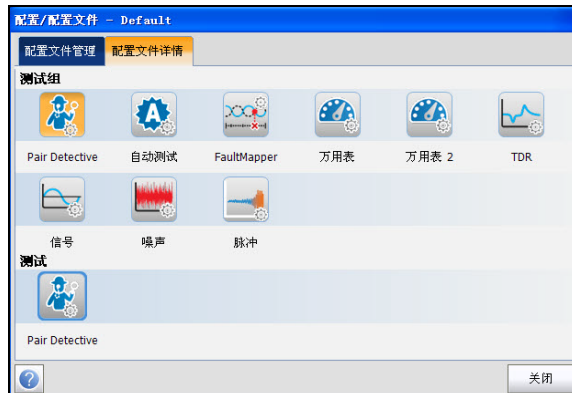 配置/配置文件 - Default
配置文件管理 配置文件详情
测试组
Pair Detective 自动测试 FaultMapper 万用表 万用表 2 TDR
信号 噪声 脉冲
测试
Pair Detective
关闭